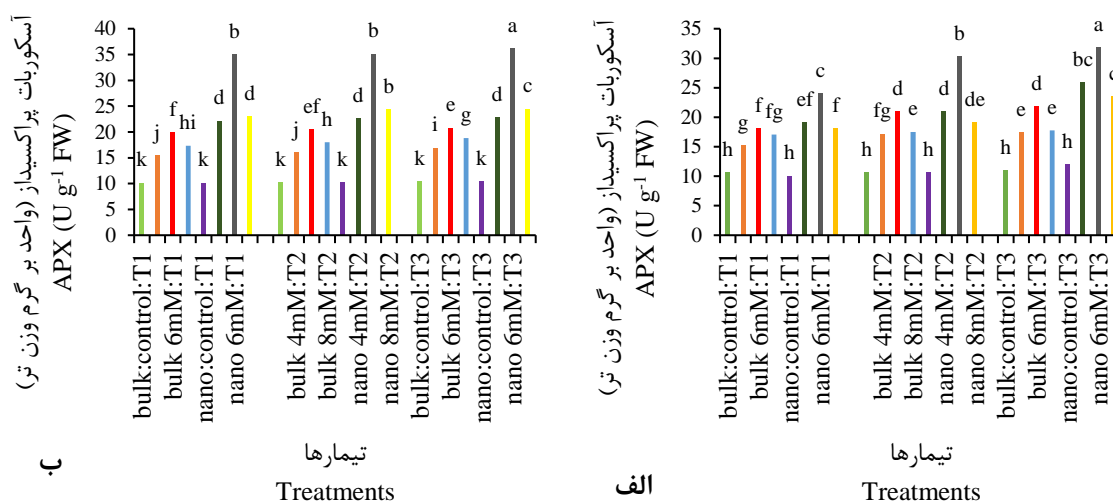 آسکوربات پراکسیداز (واحد بر گرم وزن تر)
APX (U g-1 FW)
40
35
30
25
20
15
10
5
0
k j f hi k d b d k j ef h k d b b k i e g k d a c
bulk:control:T1
bulk 6mM:T1
nano:control:T1
nano 6mM:T1
bulk 4mM:T2
bulk 8mM:T2
nano 4mM:T2
nano 8mM:T2
bulk:control:T3
bulk 6mM:T3
nano:control:T3
nano 6mM:T3
تیمارها
Treatments
ب
آسکوربات پراکسیداز (واحد بر گرم وزن تر)
APX (U g-1 FW)
35
30
25
20
15
10
5
0
h g f fg h ef c f h fg d e h d b de h e d e h bc a
bulk:control:T1
bulk 6mM:T1
nano:control:T1
nano 6mM:T1
bulk 4mM:T2
bulk 8mM:T2
nano 4mM:T2
nano 8mM:T2
bulk:control:T3
bulk 6mM:T3
nano:control:T3
nano 6mM:T3
تیمارها
Treatments
الف